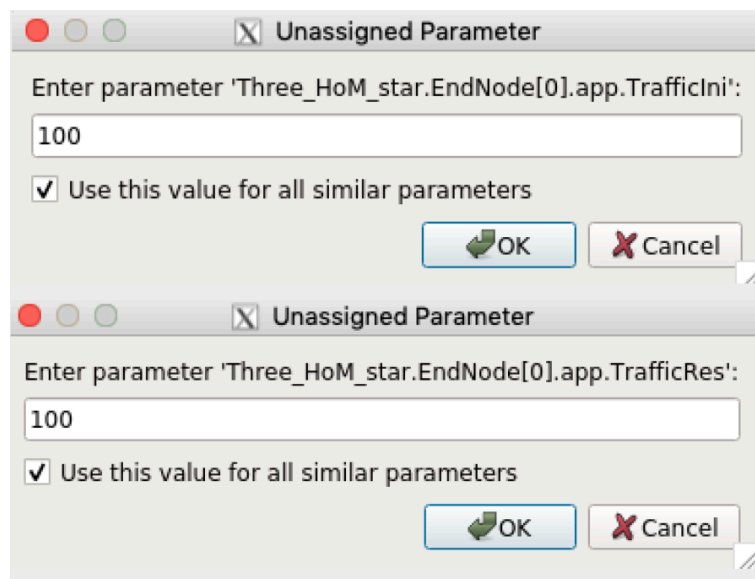 Unassigned Parameter
Enter parameter 'Three_HoM_star.EndNode[0].app.TrafficIni':
100
Use this value for all similar parameters
OK Cancel
Unassigned Parameter
Enter parameter 'Three_HoM_star.EndNode[0].app.TrafficRes':
100
Use this value for all similar parameters
OK Cancel